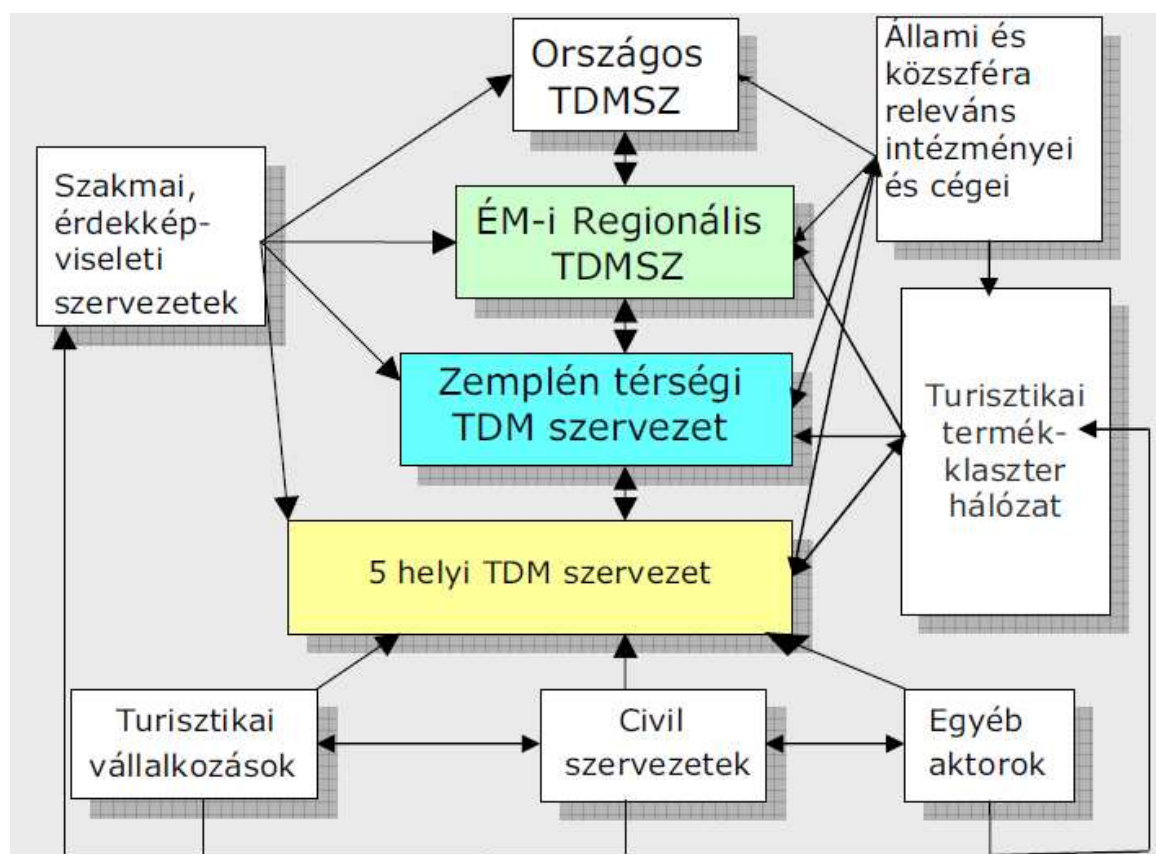 Országos
TDMSZ
Állami és
közszféra
releváns
intézményei
és cégei
Szakmai,
érdekkép-
viseleti
szervezetek
ÉM-i Regionális
TDMSZ
Zemplén térségi
TDM szervezet
Turisztikai
termék-
klaszter
hálózat
5 helyi TDM szervezet
Turisztikai
vállalkozások
Civil
szervezetek
Egyéb
aktorok